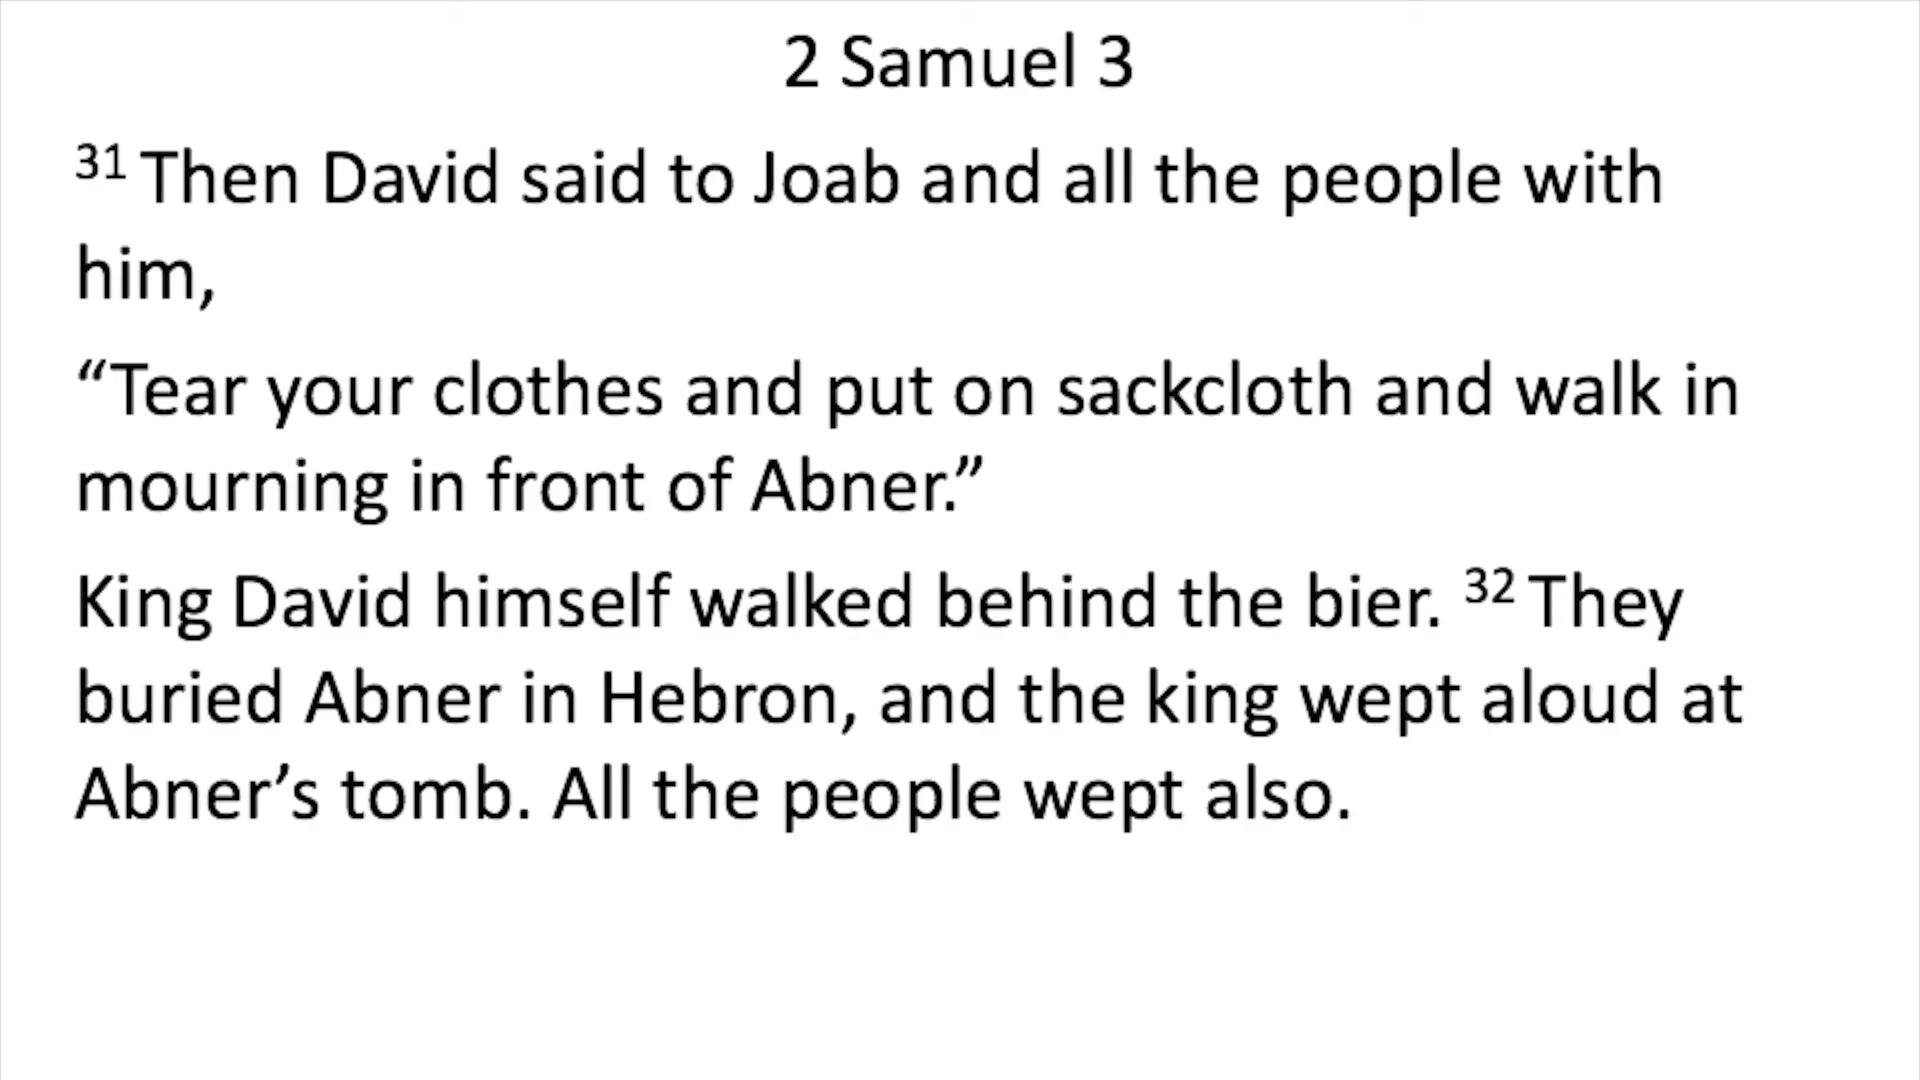 2 Samuel 3
31 Then David said to Joab and all the people with
him,
“Tear your clothes and put on sackcloth and walk in
mourning in front of Abner.”
King David himself walked behind the bier. 32 They
buried Abner in Hebron, and the king wept aloud at
Abner’s tomb. All the people wept also.